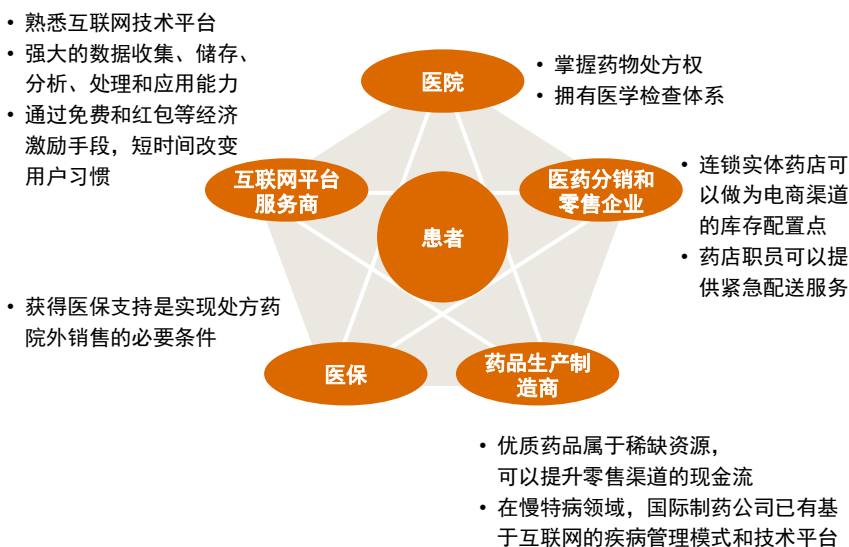 • 熟悉互联网技术平台
• 强大的数据收集、储存、
分析、处理和应用能力
• 通过免费和红包等经济
激励手段，短时间改变
用户习惯
医院
• 掌握药物处方权
• 拥有医学检查体系
互联网平台
服务商
医药分销和
零售企业
• 连锁实体药店可
以做为电商渠道
的库存配置点
• 药店职员可以提
供紧急配送服务
患者
• 获得医保支持是实现处方药
院外销售的必要条件
医保
药品生产制
造商
• 优质药品属于稀缺资源，
可以提升零售渠道的现金流
• 在慢特病领域，国际制药公司已有基
于互联网的疾病管理模式和技术平台